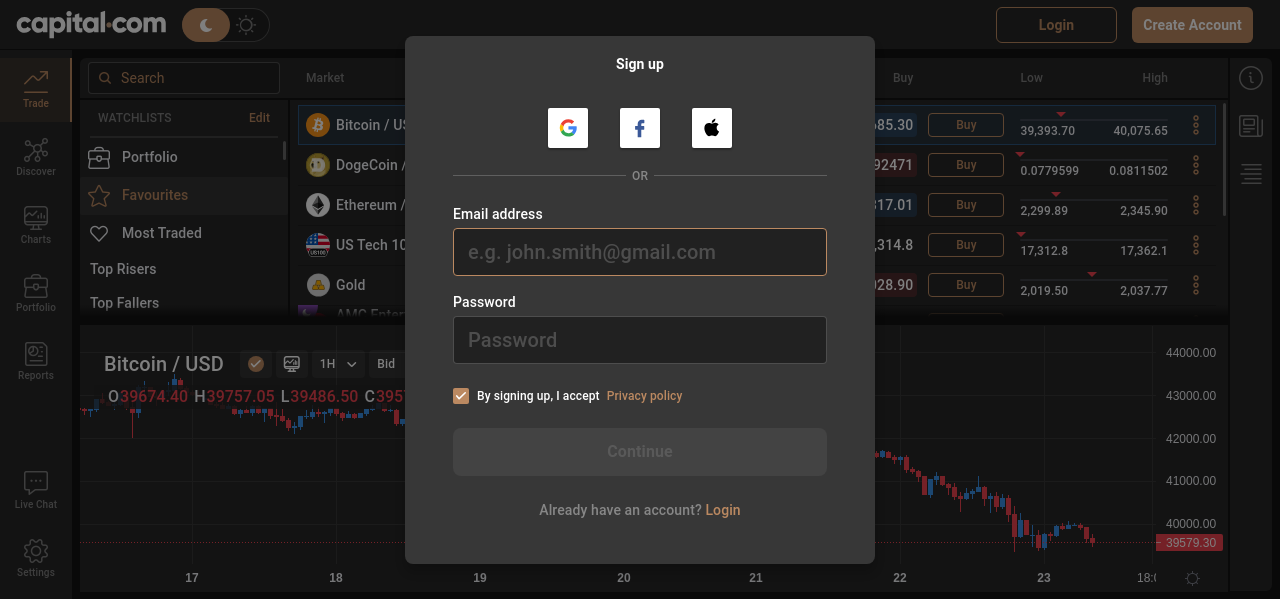 capital.com
Login
Create Account
Trade
Discover
Charts
Portfolio
Reports
Live Chat
Settings
Search
WATCHLISTS Edit
Portfolio
Favourites
Most Traded
Top Risers
Top Fallers
Market Buy Low High
Bitcoin / US 85.30 Buy 39,393.70 40,075.65
DogeCoin / 92471 Buy 0.0779599 0.0811502
Ethereum / 317.01 Buy 2,299.89 2,345.90
US Tech 10 ,314.8 Buy 17,312.8 17,362.1
US100
Gold 028.90 Buy 2,019.50 2,037.77
AMC Enter
Sign up
OR
Email address
e.g. john.smith@gmail.com
Password
Password
By signing up, I accept Privacy policy
Continue
Already have an account? Login
Bitcoin / USD 1H Bid
O39674.40 H39757.05 L39486.50 C3957
44000.00
43000.00
42000.00
41000.00
40000.00
39579.30
17 18 19 20 21 22 23 18:0